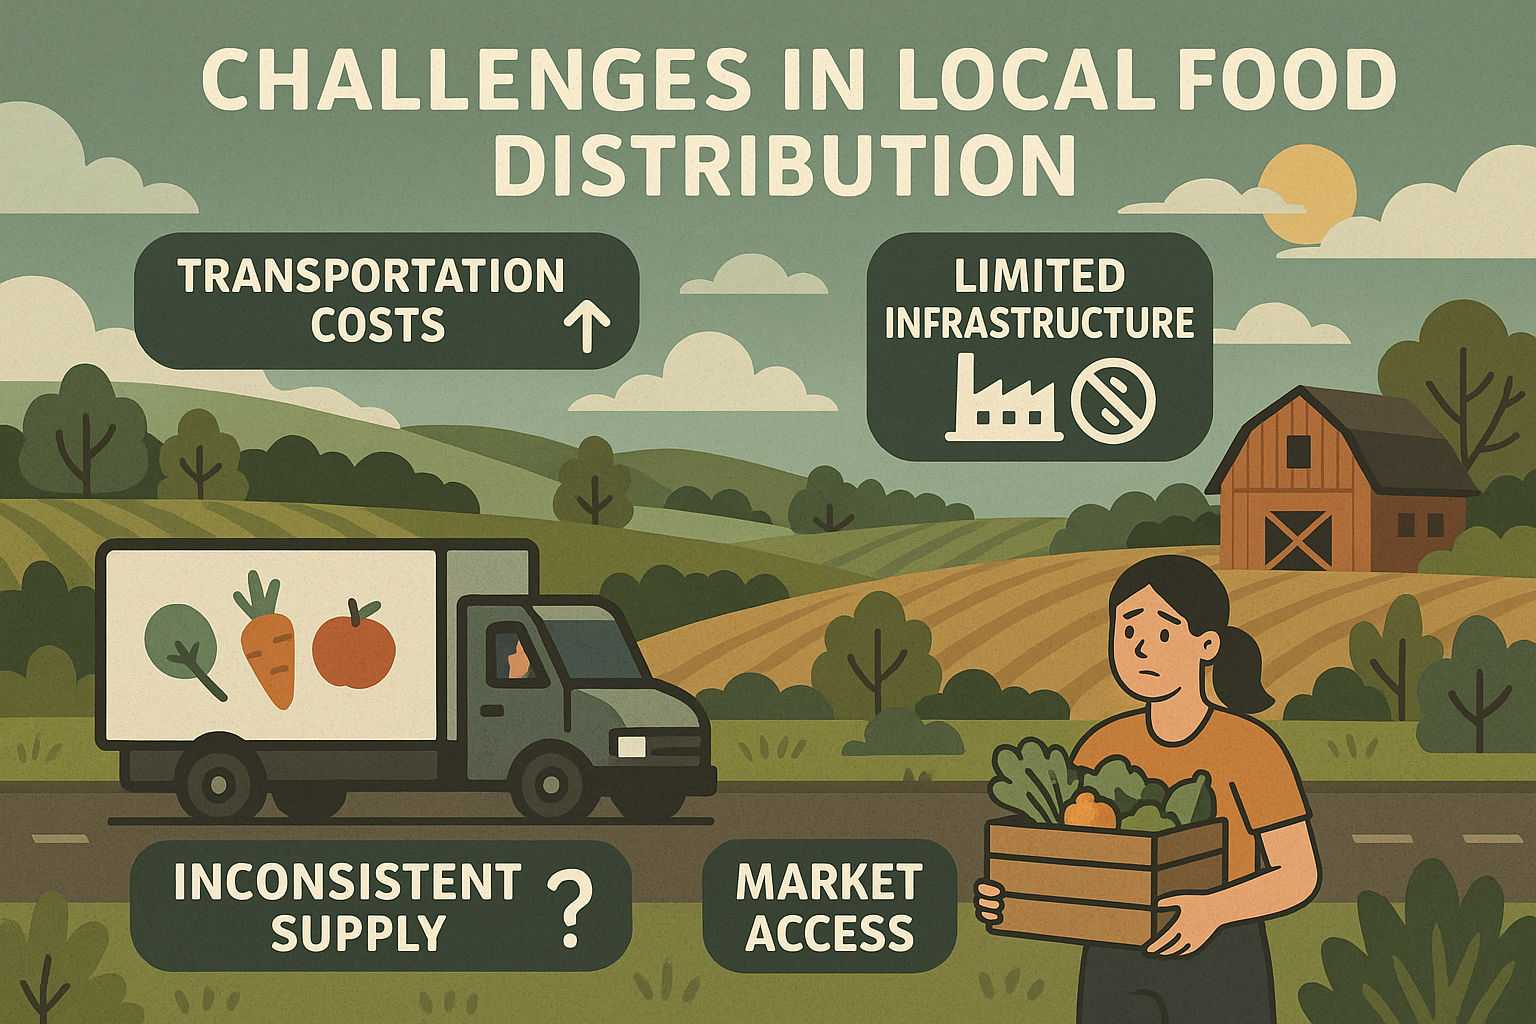 CHALLENGES IN LOCAL FOOD
DISTRIBUTION
TRANSPORTATION
COSTS
LIMITED
INFRASTRUCTURE
INCONSISTENT
SUPPLY
?
MARKET
ACCESS